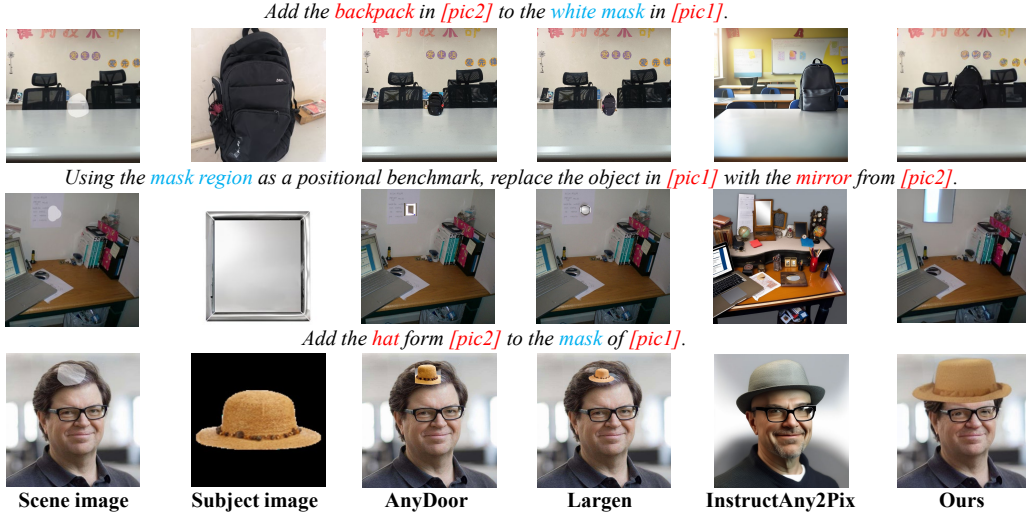 Add the backpack in [pic2] to the white mask in [pic1].
Using the mask region as a positional benchmark, replace the object in [pic1] with the mirror from [pic2].
Add the hat form [pic2] to the mask of [pic1].
Scene image Subject image AnyDoor Largen InstructAny2Pix Ours